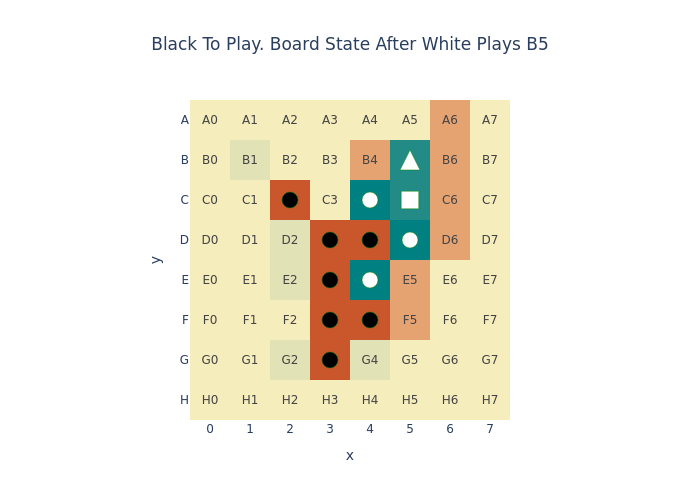 Black To Play. Board State After White Plays B5
A A0 A1 A2 A3 A4 A5 A6 A7
B B0 B1 B2 B3 B4 B6 B7
C C0 C1 C3 C6 C7
D D0 D1 D2 D6 D7
E E0 E1 E2 E5 E6 E7
F F0 F1 F2 F5 F6 F7
G G0 G1 G2 G4 G5 G6 G7
H H0 H1 H2 H3 H4 H5 H6 H7
0 1 2 3 4 5 6 7
x
y